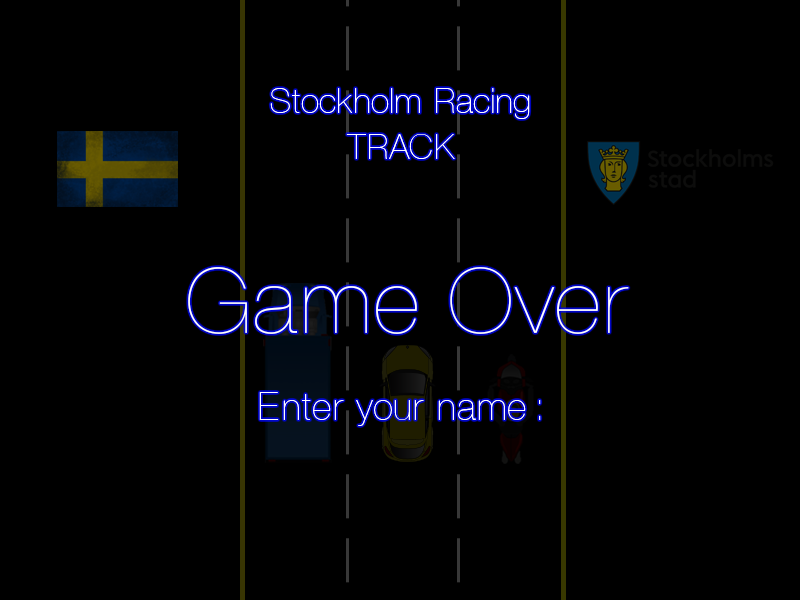 Stockholm Racing
TRACK
Stockholms
stad
Game Over
Enter your name :